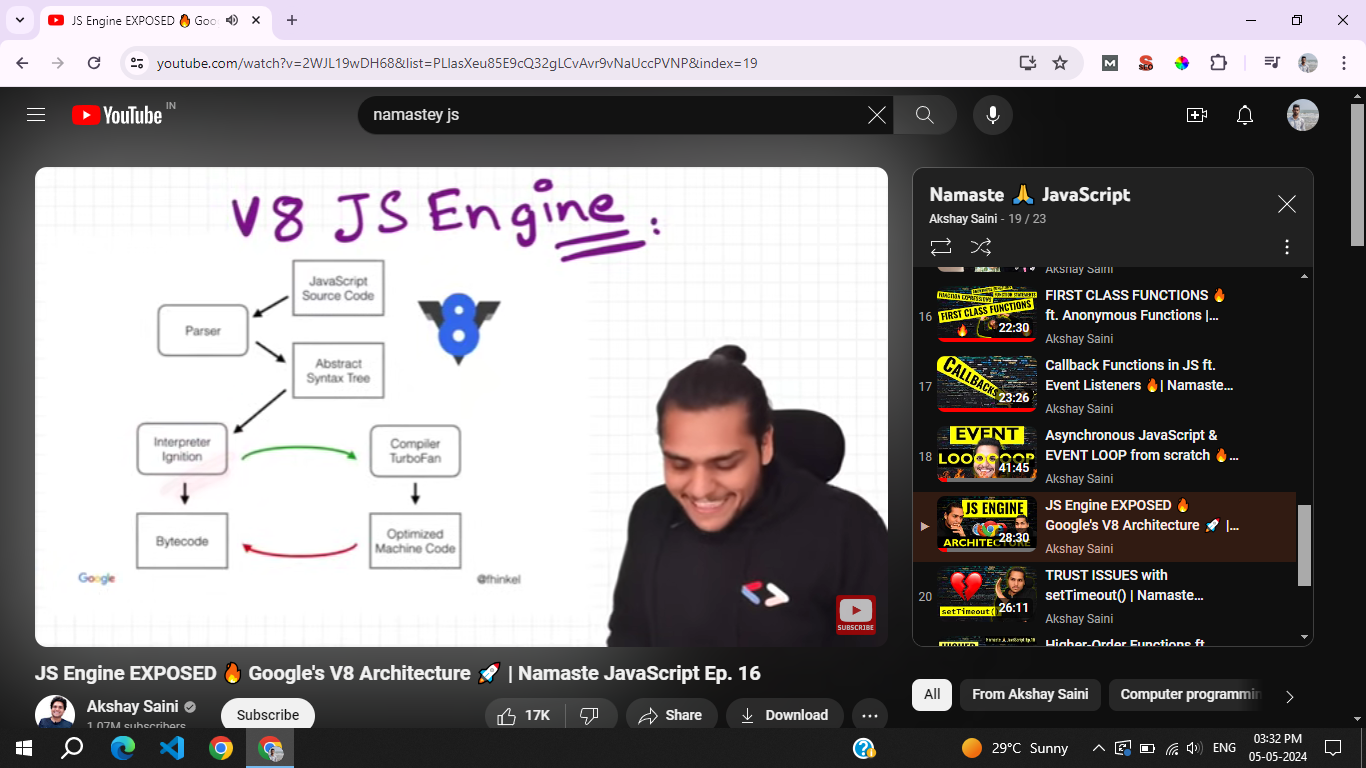 JS Engine EXPOSED 🔥 Goo
youtube.com/watch?v=2WJL19wDH68&list=PLlasXeu85E9cQ32gLCvAvr9vNaUccPVNP&index=19
M
SEO
YouTube IN
namastey js
V8 JS Engine:
JavaScript
Source Code
Parser
8
Abstract
Syntax Tree
Interpreter
Ignition
Compiler
TurboFan
Bytecode
Optimized
Machine Code
Google
@fhinkel
SUBSCRIBE
JS Engine EXPOSED 🔥 Google's V8 Architecture 🚀 | Namaste JavaScript Ep. 16
Akshay Saini
1.07M subscribers
Subscribe
17K
Share
Download
Namaste 🙏 JavaScript
Akshay Saini - 19 / 23
Akshay Saini
16
FUNCTION EXPRESSIONS
FIRST CLASS FUNCTIONS
22:30
FIRST CLASS FUNCTIONS 🔥
ft. Anonymous Functions |...
Akshay Saini
17
CALLBACK
23:26
Callback Functions in JS ft.
Event Listeners 🔥| Namaste...
Akshay Saini
18
EVENT
LOOP
41:45
Asynchronous JavaScript &
EVENT LOOP from scratch 🔥...
Akshay Saini
JS ENGINE
ARCHITECTURE
28:30
JS Engine EXPOSED 🔥
Google's V8 Architecture 🚀 |...
Akshay Saini
20
setTimeout()
26:11
TRUST ISSUES with
setTimeout() | Namaste...
Akshay Saini
Higher-Order Functions ft.
All
From Akshay Saini
Computer programmin
29°C Sunny
ENG
03:32 PM
05-05-2024